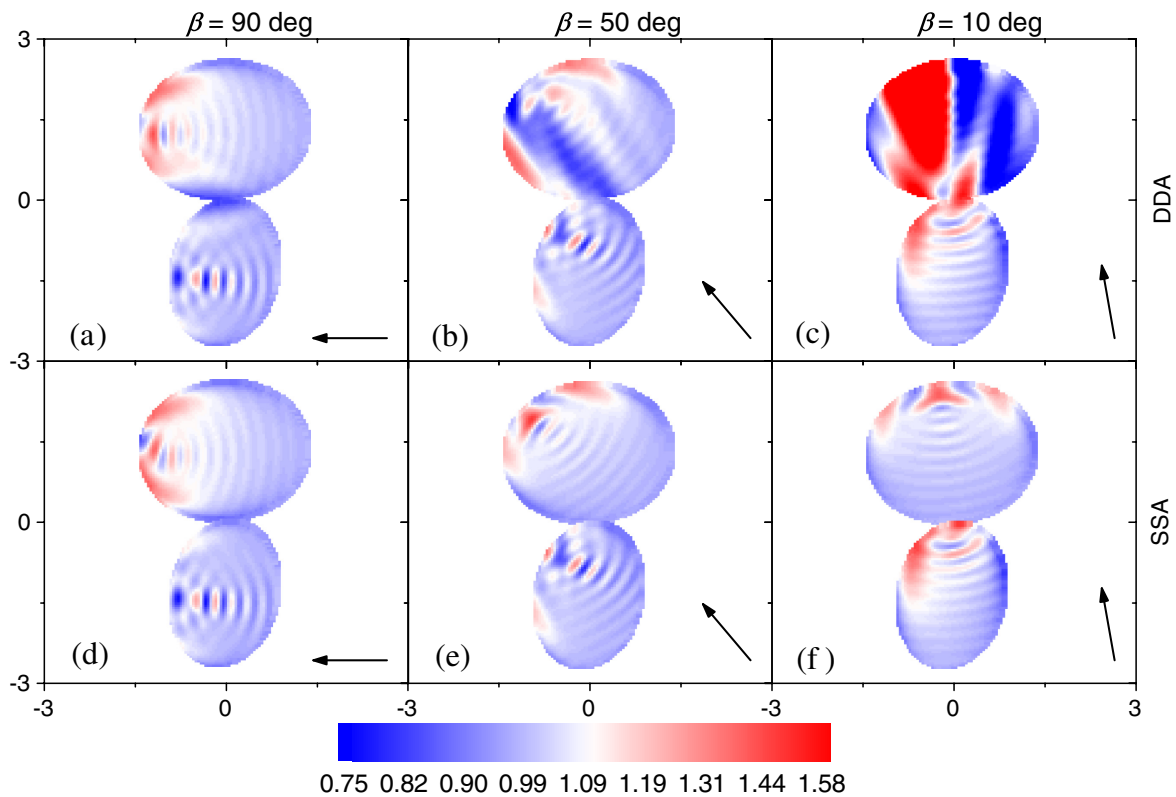 β = 90 deg β = 50 deg β = 10 deg
3
0
-3
DDA
(a) (b) (c)
0
-3
SSA
(d) (e) (f)
-3 0 -3 0 -3 0 3
0.75 0.82 0.90 0.99 1.09 1.19 1.31 1.44 1.58